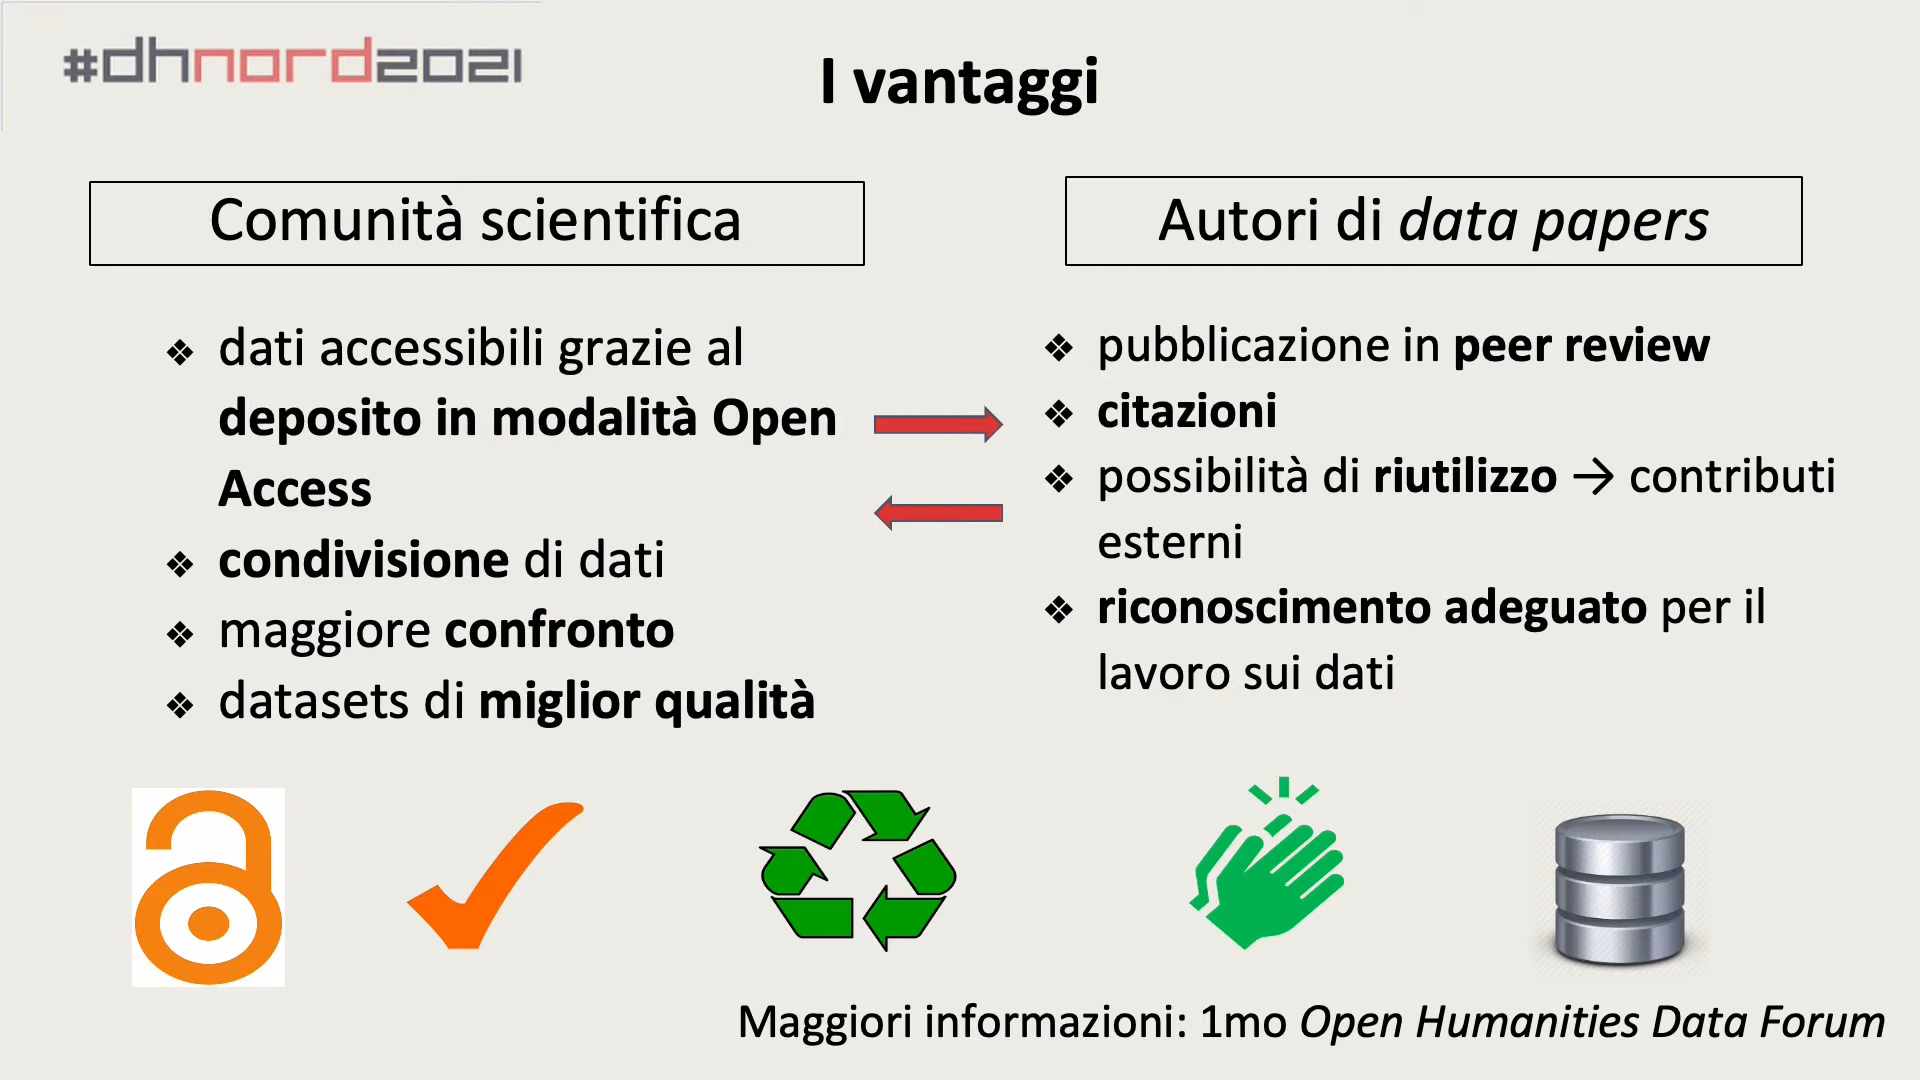 #dhnord2021
I vantaggi
Comunità scientifica
❖ dati accessibili grazie al
deposito in modalità Open
Access
❖ condivisione di dati
❖ maggiore confronto
❖ datasets di miglior qualità
Autori di data papers
❖ pubblicazione in peer review
❖ citazioni
❖ possibilità di riutilizzo → contributi
esterni
❖ riconoscimento adeguato per il
lavoro sui dati
Maggiori informazioni: 1mo Open Humanities Data Forum